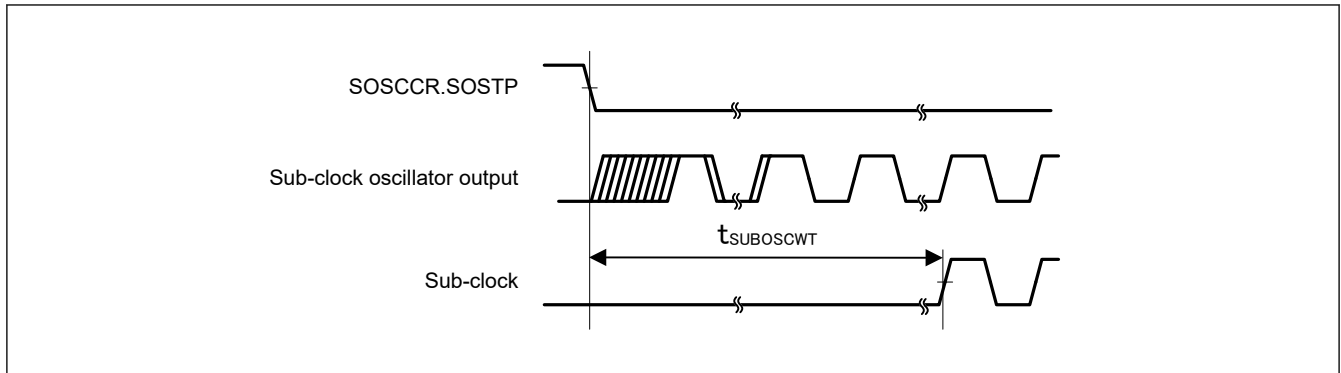 SOSCCR.SOSTP
Sub-clock oscillator output
tSUBOSCWT
Sub-clock